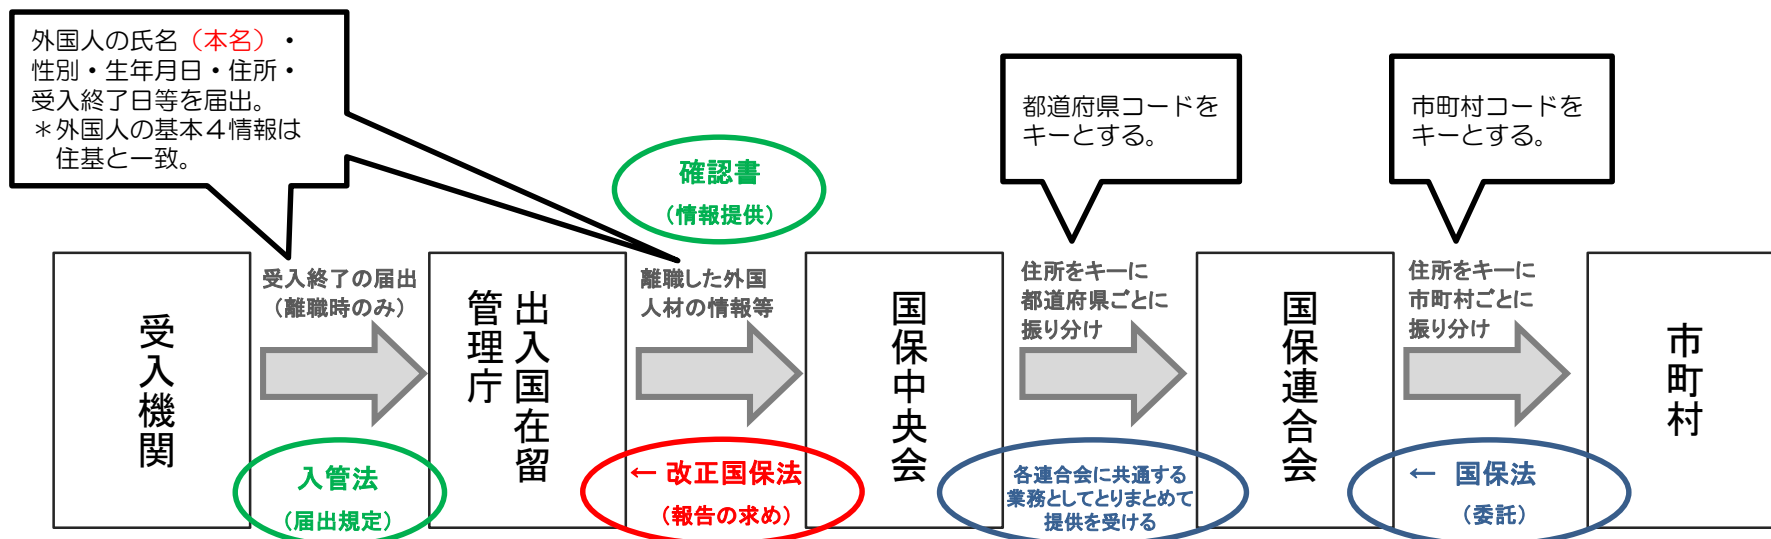 外国人の氏名（本名）・
性別・生年月日・住所・
受入終了日等を届出。
＊外国人の基本４情報は
住基と一致。
確認書
（情報提供）
都道府県コードを
キーとする。
市町村コードを
キーとする。
受入機関
受入終了の届出
（離職時のみ）
入管法
（届出規定）
出入国在留
管理庁
離職した外国
人材の情報等
← 改正国保法
（報告の求め）
国保中央会
住所をキーに
都道府県ごとに
振り分け
各連合会に共通する
業務としてとりまとめて
提供を受ける
国保連合会
住所をキーに
市町村ごとに
振り分け
← 国保法
（委託）
市町村